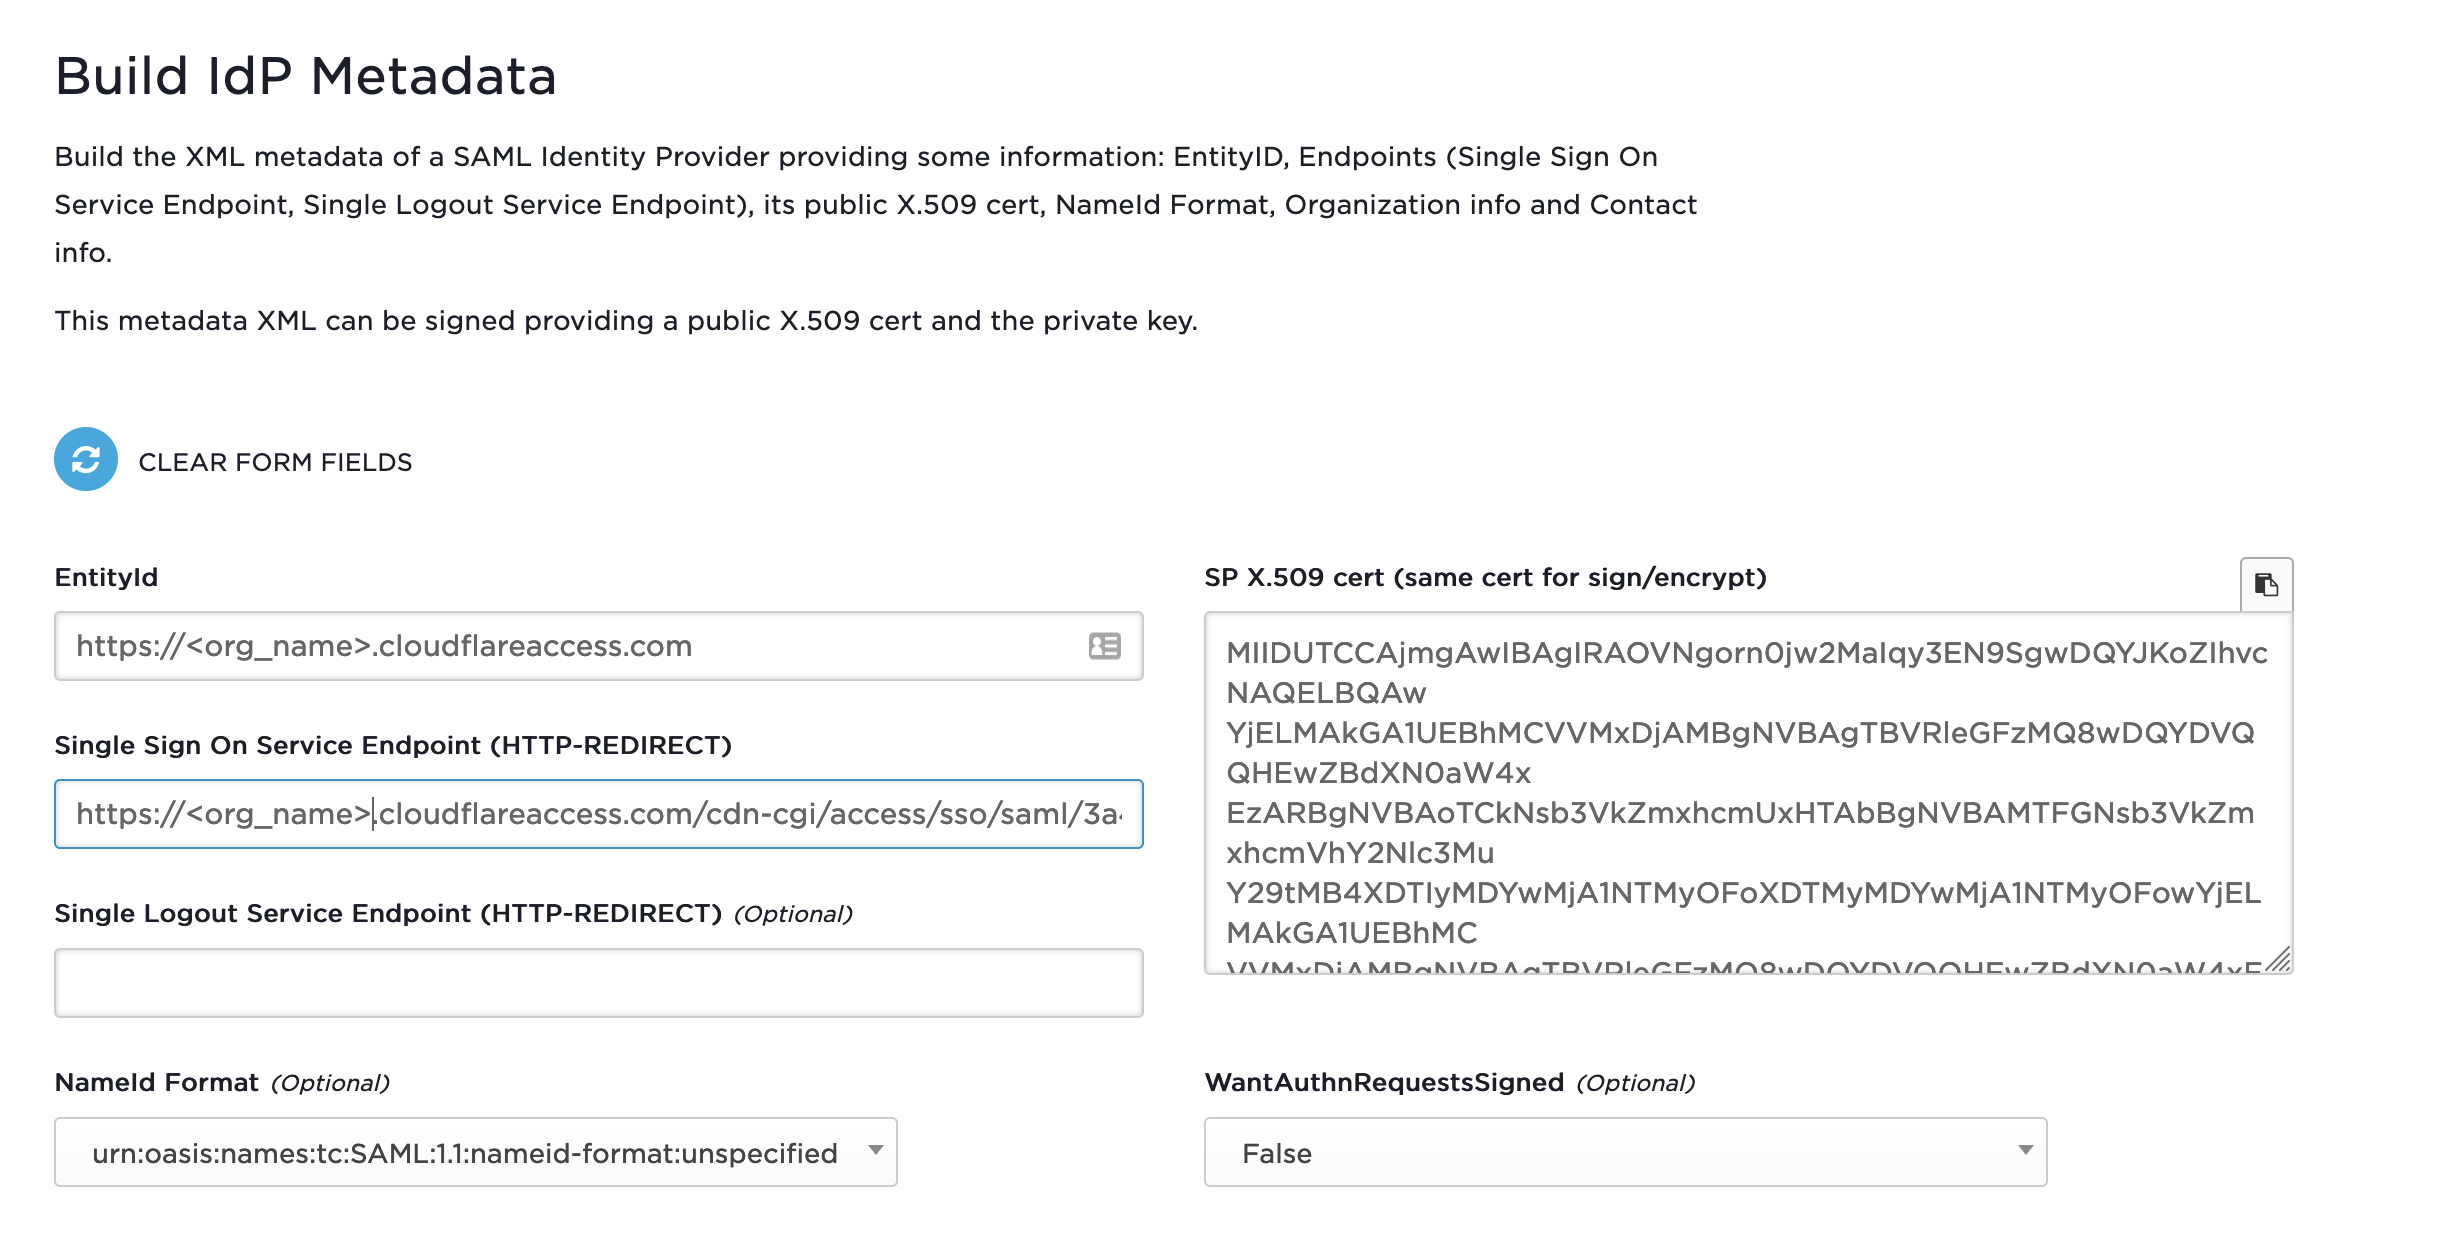 Build IdP Metadata
Build the XML metadata of a SAML Identity Provider providing some information: EntityID, Endpoints (Single Sign On
Service Endpoint, Single Logout Service Endpoint), its public X.509 cert, NameId Format, Organization info and Contact
info.
This metadata XML can be signed providing a public X.509 cert and the private key.
CLEAR FORM FIELDS
EntityId
https://<org_name>.cloudflareaccess.com
Single Sign On Service Endpoint (HTTP-REDIRECT)
https://<org_name>.cloudflareaccess.com/cdn-cgi/access/sso/saml/3a
Single Logout Service Endpoint (HTTP-REDIRECT) (Optional)
NameId Format (Optional)
urn:oasis:names:tc:SAML:1.1:nameid-format:unspecified
SP X.509 cert (same cert for sign/encrypt)
MIIDUTCCAjmgAwIBAgIRAOVNgorn0jw2MaIqy3EN9SgwDQYJKoZIhvc
NAQELBQAw
YjELMAkGA1UEBhMCVVMxDjAMBgNVBAgTBVRleGFzMQ8wDQYDVQ
QHEwZBdXN0aW4x
EzARBgNVBAoTCkNsb3VkZmxhcmUxHTAbBgNVBAMTFGNsb3VkZm
xhcmVhY2Nlc3Mu
Y29tMB4XDTIyMDYwMjA1NTMyOFoXDTMyMDYwMjA1NTMyOFowYjEL
MAkGA1UEBhMC
VVMxDjAMBgNVBAgTBVRleGFzMQ8wDQYDVQQHEwZBdXN0aW4xE
WantAuthnRequestsSigned (Optional)
False